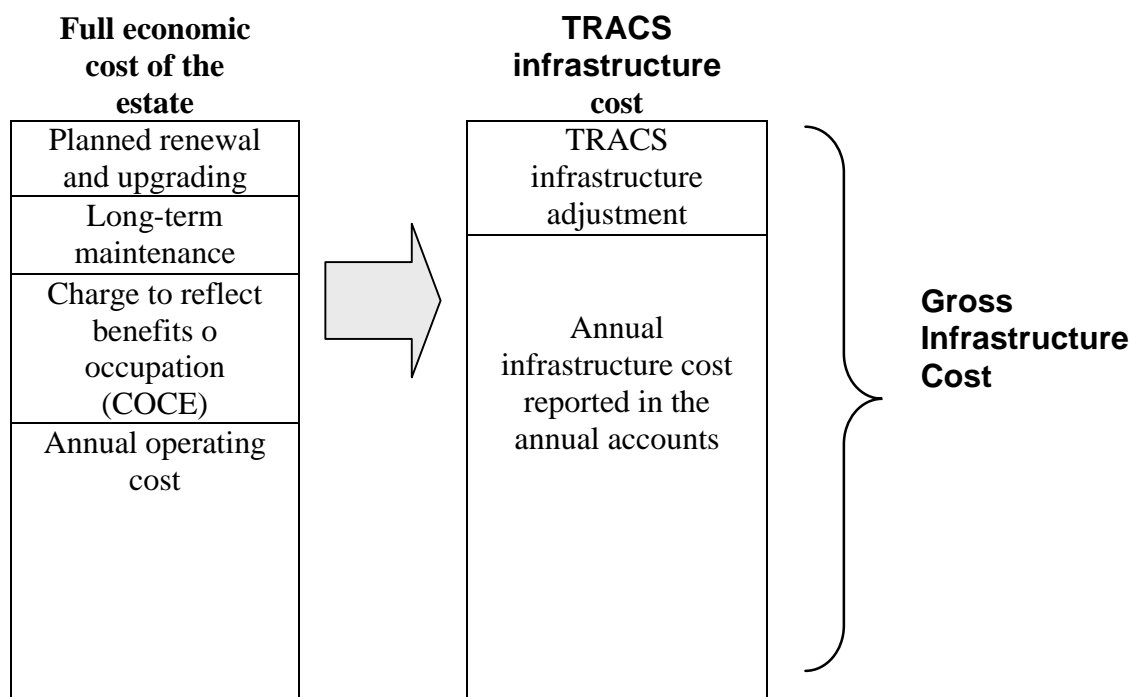 Full economic
cost of the
estate
Planned renewal
and upgrading
Long-term
maintenance
Charge to reflect
benefits o
occupation
(COCE)
Annual operating
cost
TRACS
infrastructure
cost
TRACS
infrastructure
adjustment
Annual
infrastructure cost
reported in the
annual accounts
Gross
Infrastructure
Cost